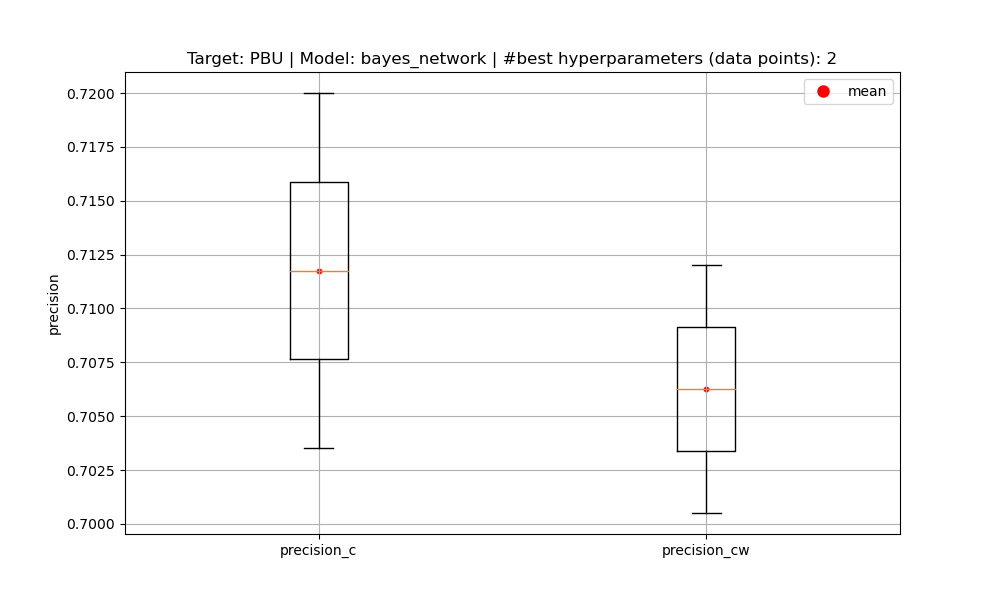 Target: PBU | Model: bayes_network | #best hyperparameters (data points): 2
mean
0.7200
0.7175
0.7150
0.7125
0.7100
0.7075
0.7050
0.7025
0.7000
precision
precision_c
precision_cw